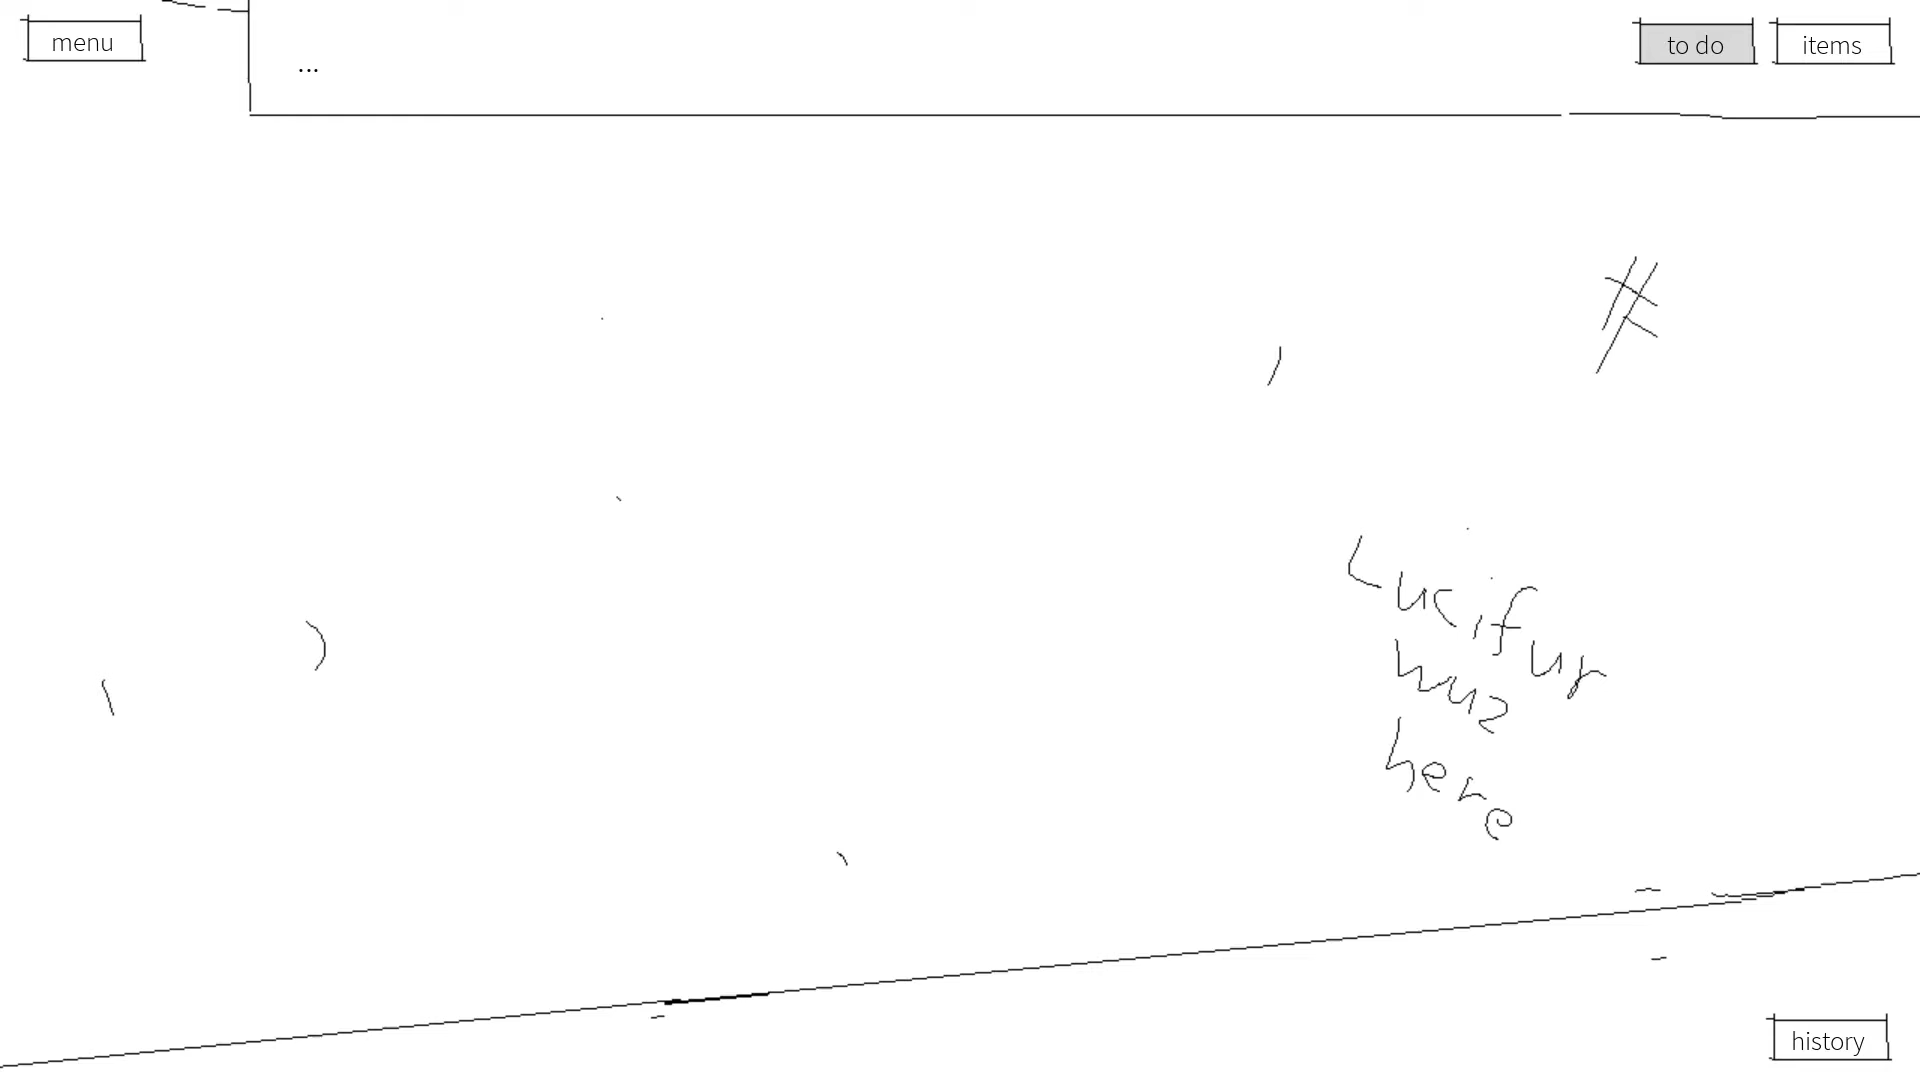 menu
...
to do
items
#
Lucifur
wuz
here
history